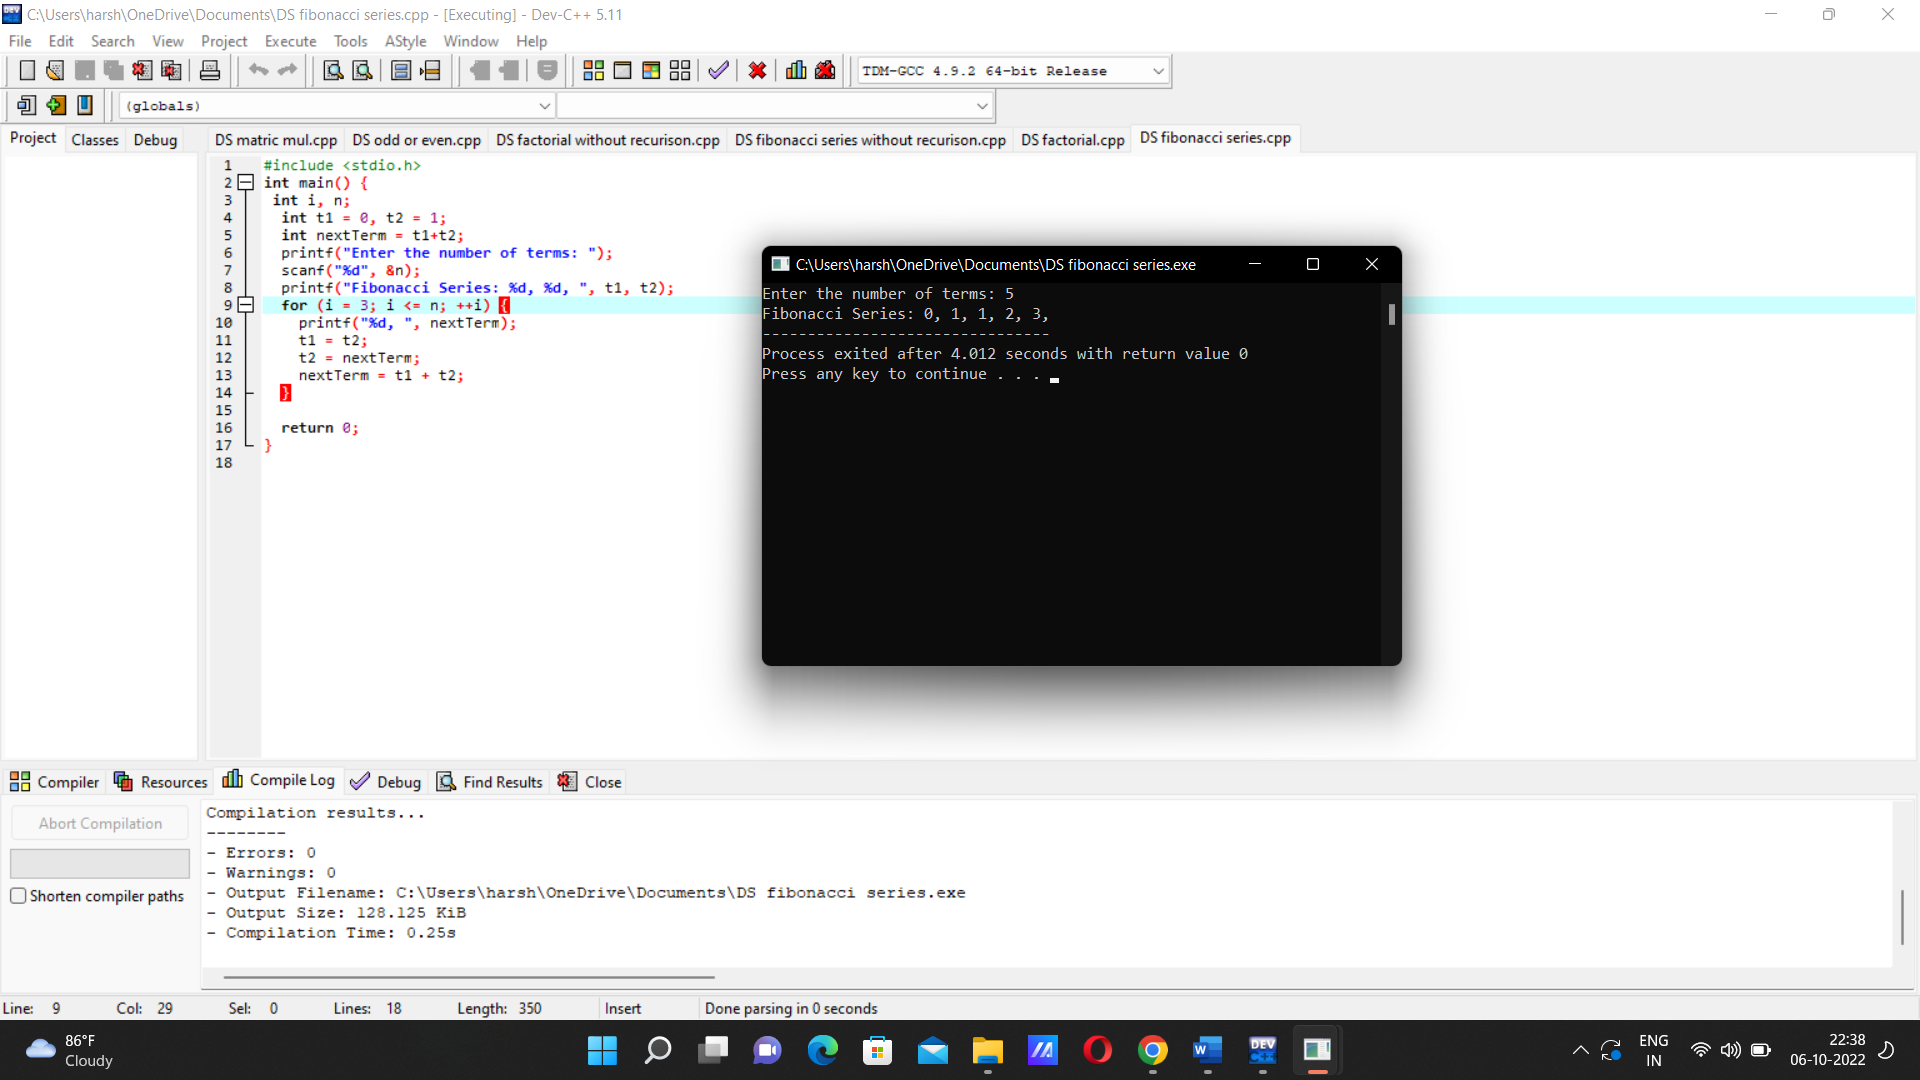 C:\Users\harsh\OneDrive\Documents\DS fibonacci series.cpp - [Executing] - Dev-C++ 5.11
File Edit Search View Project Execute Tools AStyle Window Help
TDM-GCC 4.9.2 64-bit Release
(globals)
Project Classes Debug
DS matric mul.cpp DS odd or even.cpp DS factorial without recurison.cpp DS fibonacci series without recurison.cpp DS factorial.cpp DS fibonacci series.cpp
1 #include <stdio.h>
2 int main() {
3 int i, n;
4 int t1 = 0, t2 = 1;
5 int nextTerm = t1+t2;
6 printf("Enter the number of terms: ");
7 scanf("%d", &n);
8 printf("Fibonacci Series: %d, %d, ", t1, t2);
9 for (i = 3; i <= n; ++i) {
10 printf("%d, ", nextTerm);
11 t1 = t2;
12 t2 = nextTerm;
13 nextTerm = t1 + t2;
14 }
15
16 return 0;
17 }
18
C:\Users\harsh\OneDrive\Documents\DS fibonacci series.exe
Enter the number of terms: 5
Fibonacci Series: 0, 1, 1, 2, 3,
--------------------------------
Process exited after 4.012 seconds with return value 0
Press any key to continue . . .
Compiler Resources Compile Log Debug Find Results Close
Abort Compilation
Shorten compiler paths
Compilation results...
--------
- Errors: 0
- Warnings: 0
- Output Filename: C:\Users\harsh\OneDrive\Documents\DS fibonacci series.exe
- Output Size: 128.125 KiB
- Compilation Time: 0.25s
Line: 9 Col: 29 Sel: 0 Lines: 18 Length: 350 Insert Done parsing in 0 seconds
86°F
Cloudy
DEV
C++
ENG
IN
22:38
06-10-2022